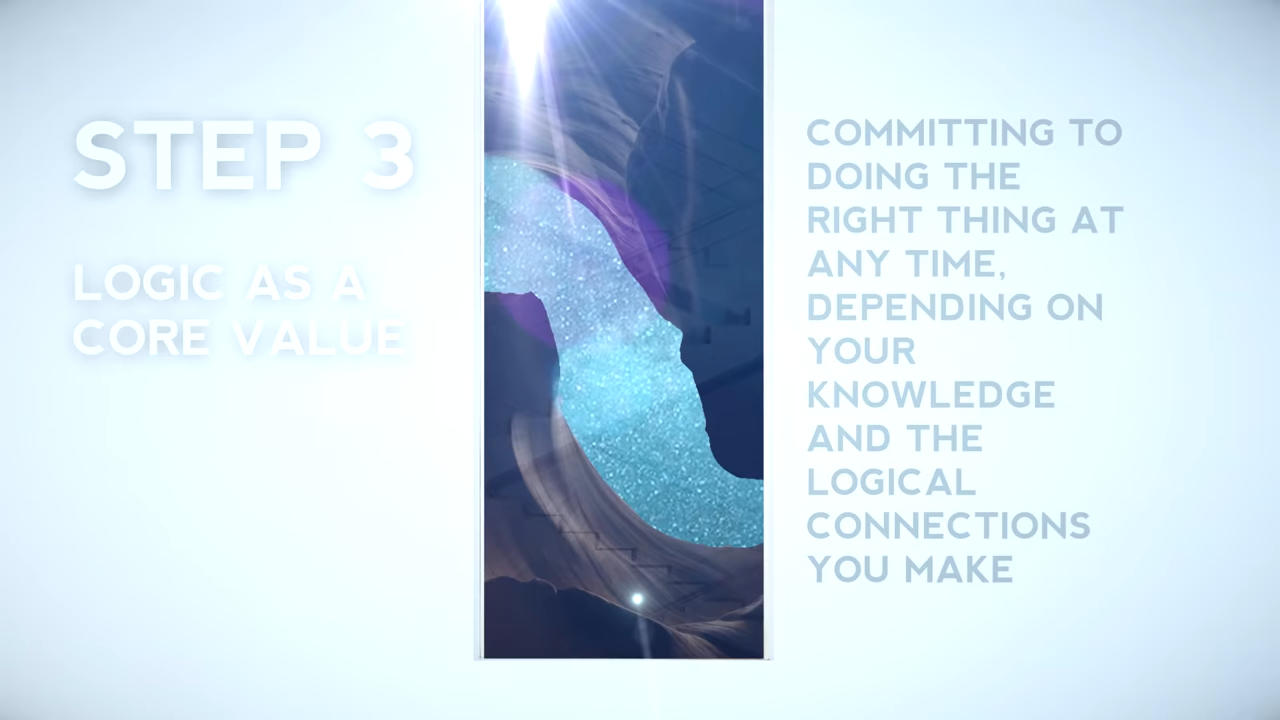 STEP 3
LOGIC AS A
CORE VALUE
COMMITTING TO
DOING THE
RIGHT THING AT
ANY TIME,
DEPENDING ON
YOUR
KNOWLEDGE
AND THE
LOGICAL
CONNECTIONS
YOU MAKE